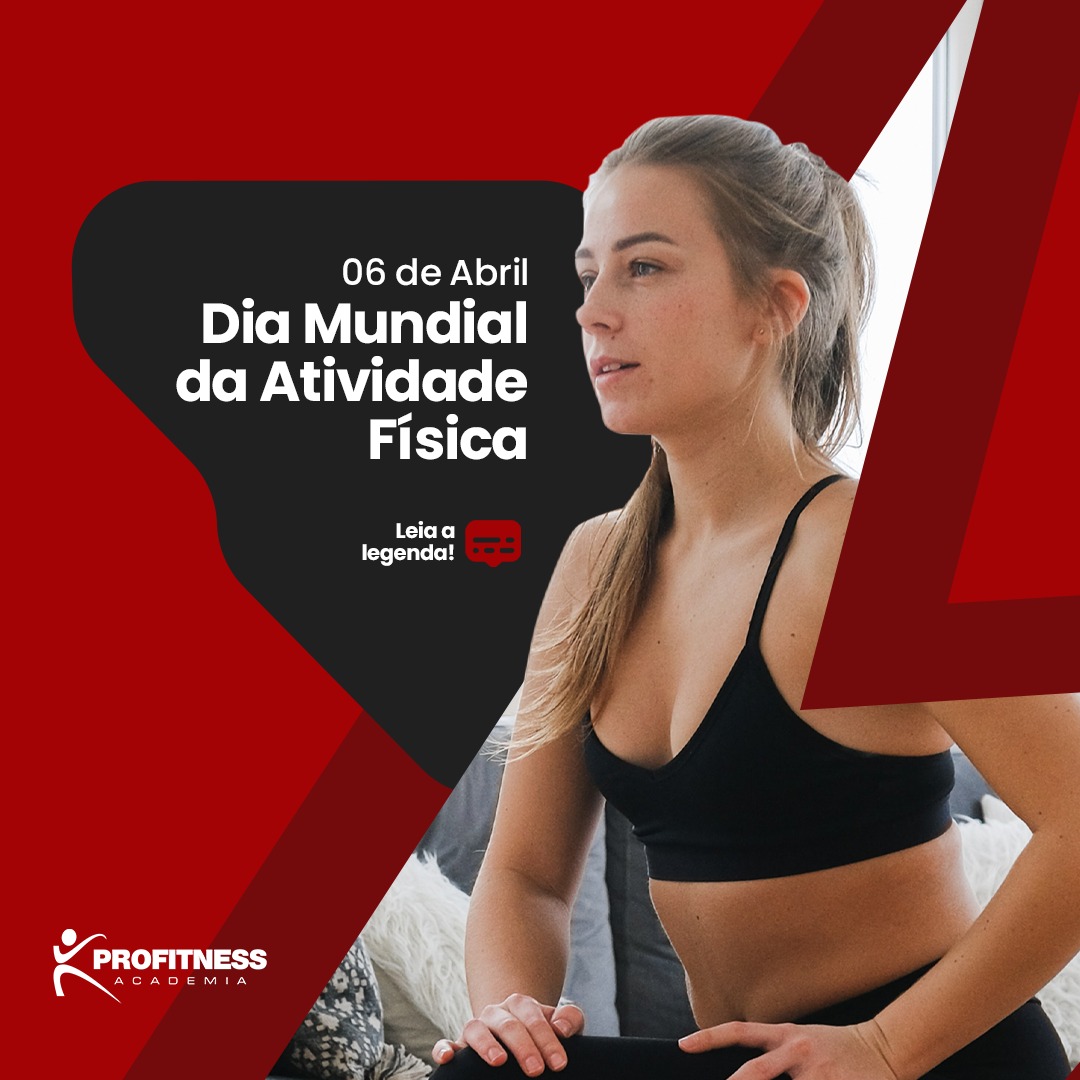 06 de Abril
Dia Mundial
da Atividade
Física
Leia a
legenda!
PROFITNESS
ACADEMIA